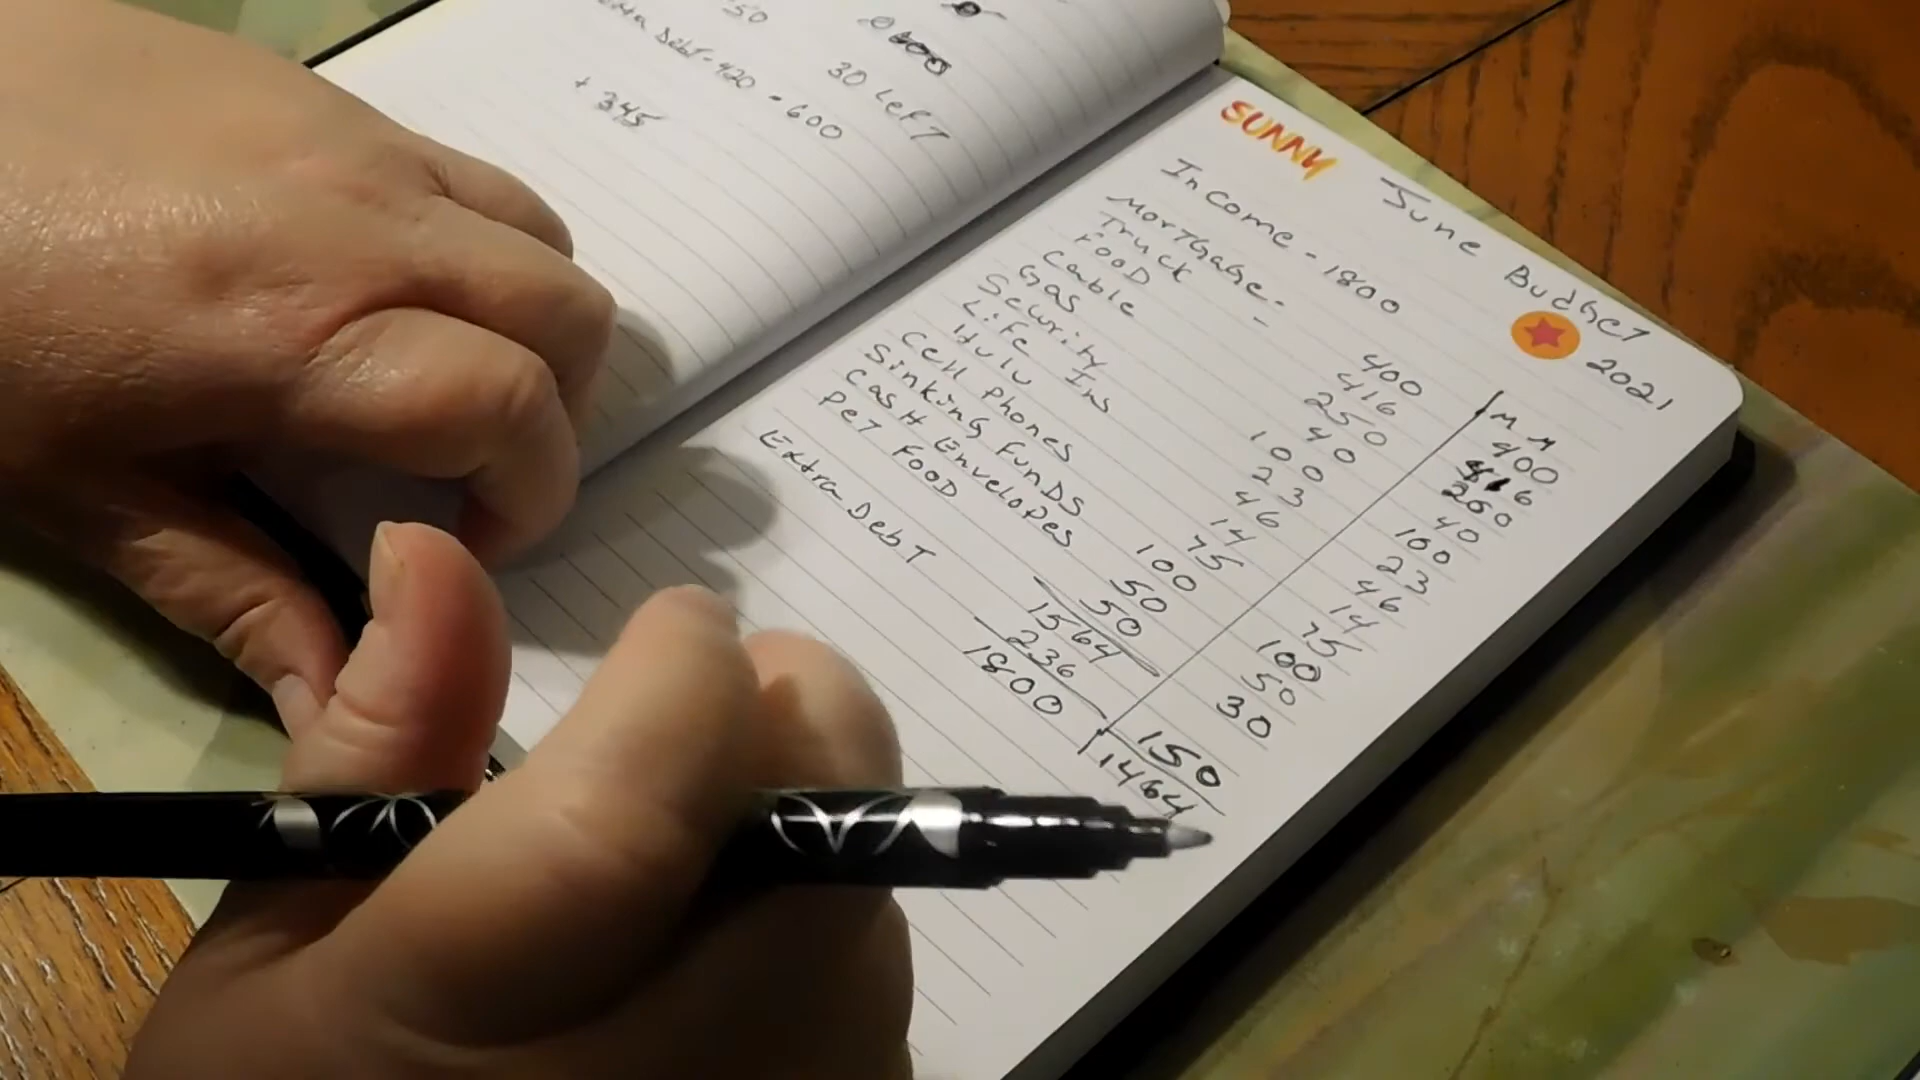 50
Debt - 420 = 600
+ 345
30 Left
SUNNY
June Budget
2021
Income - 1800
Mortgage - 400
Truck - 416
Food 250
Cable 40
Gas 100
Security 23
Life Ins 46
Hulu 14
Cell Phones 75
Sinking Funds 100
Cash Envelopes 50
Pet Food 50
1564
Extra Debt 236
1800
M M
400
416
250
40
100
23
46
14
75
100
50
30
150
1464